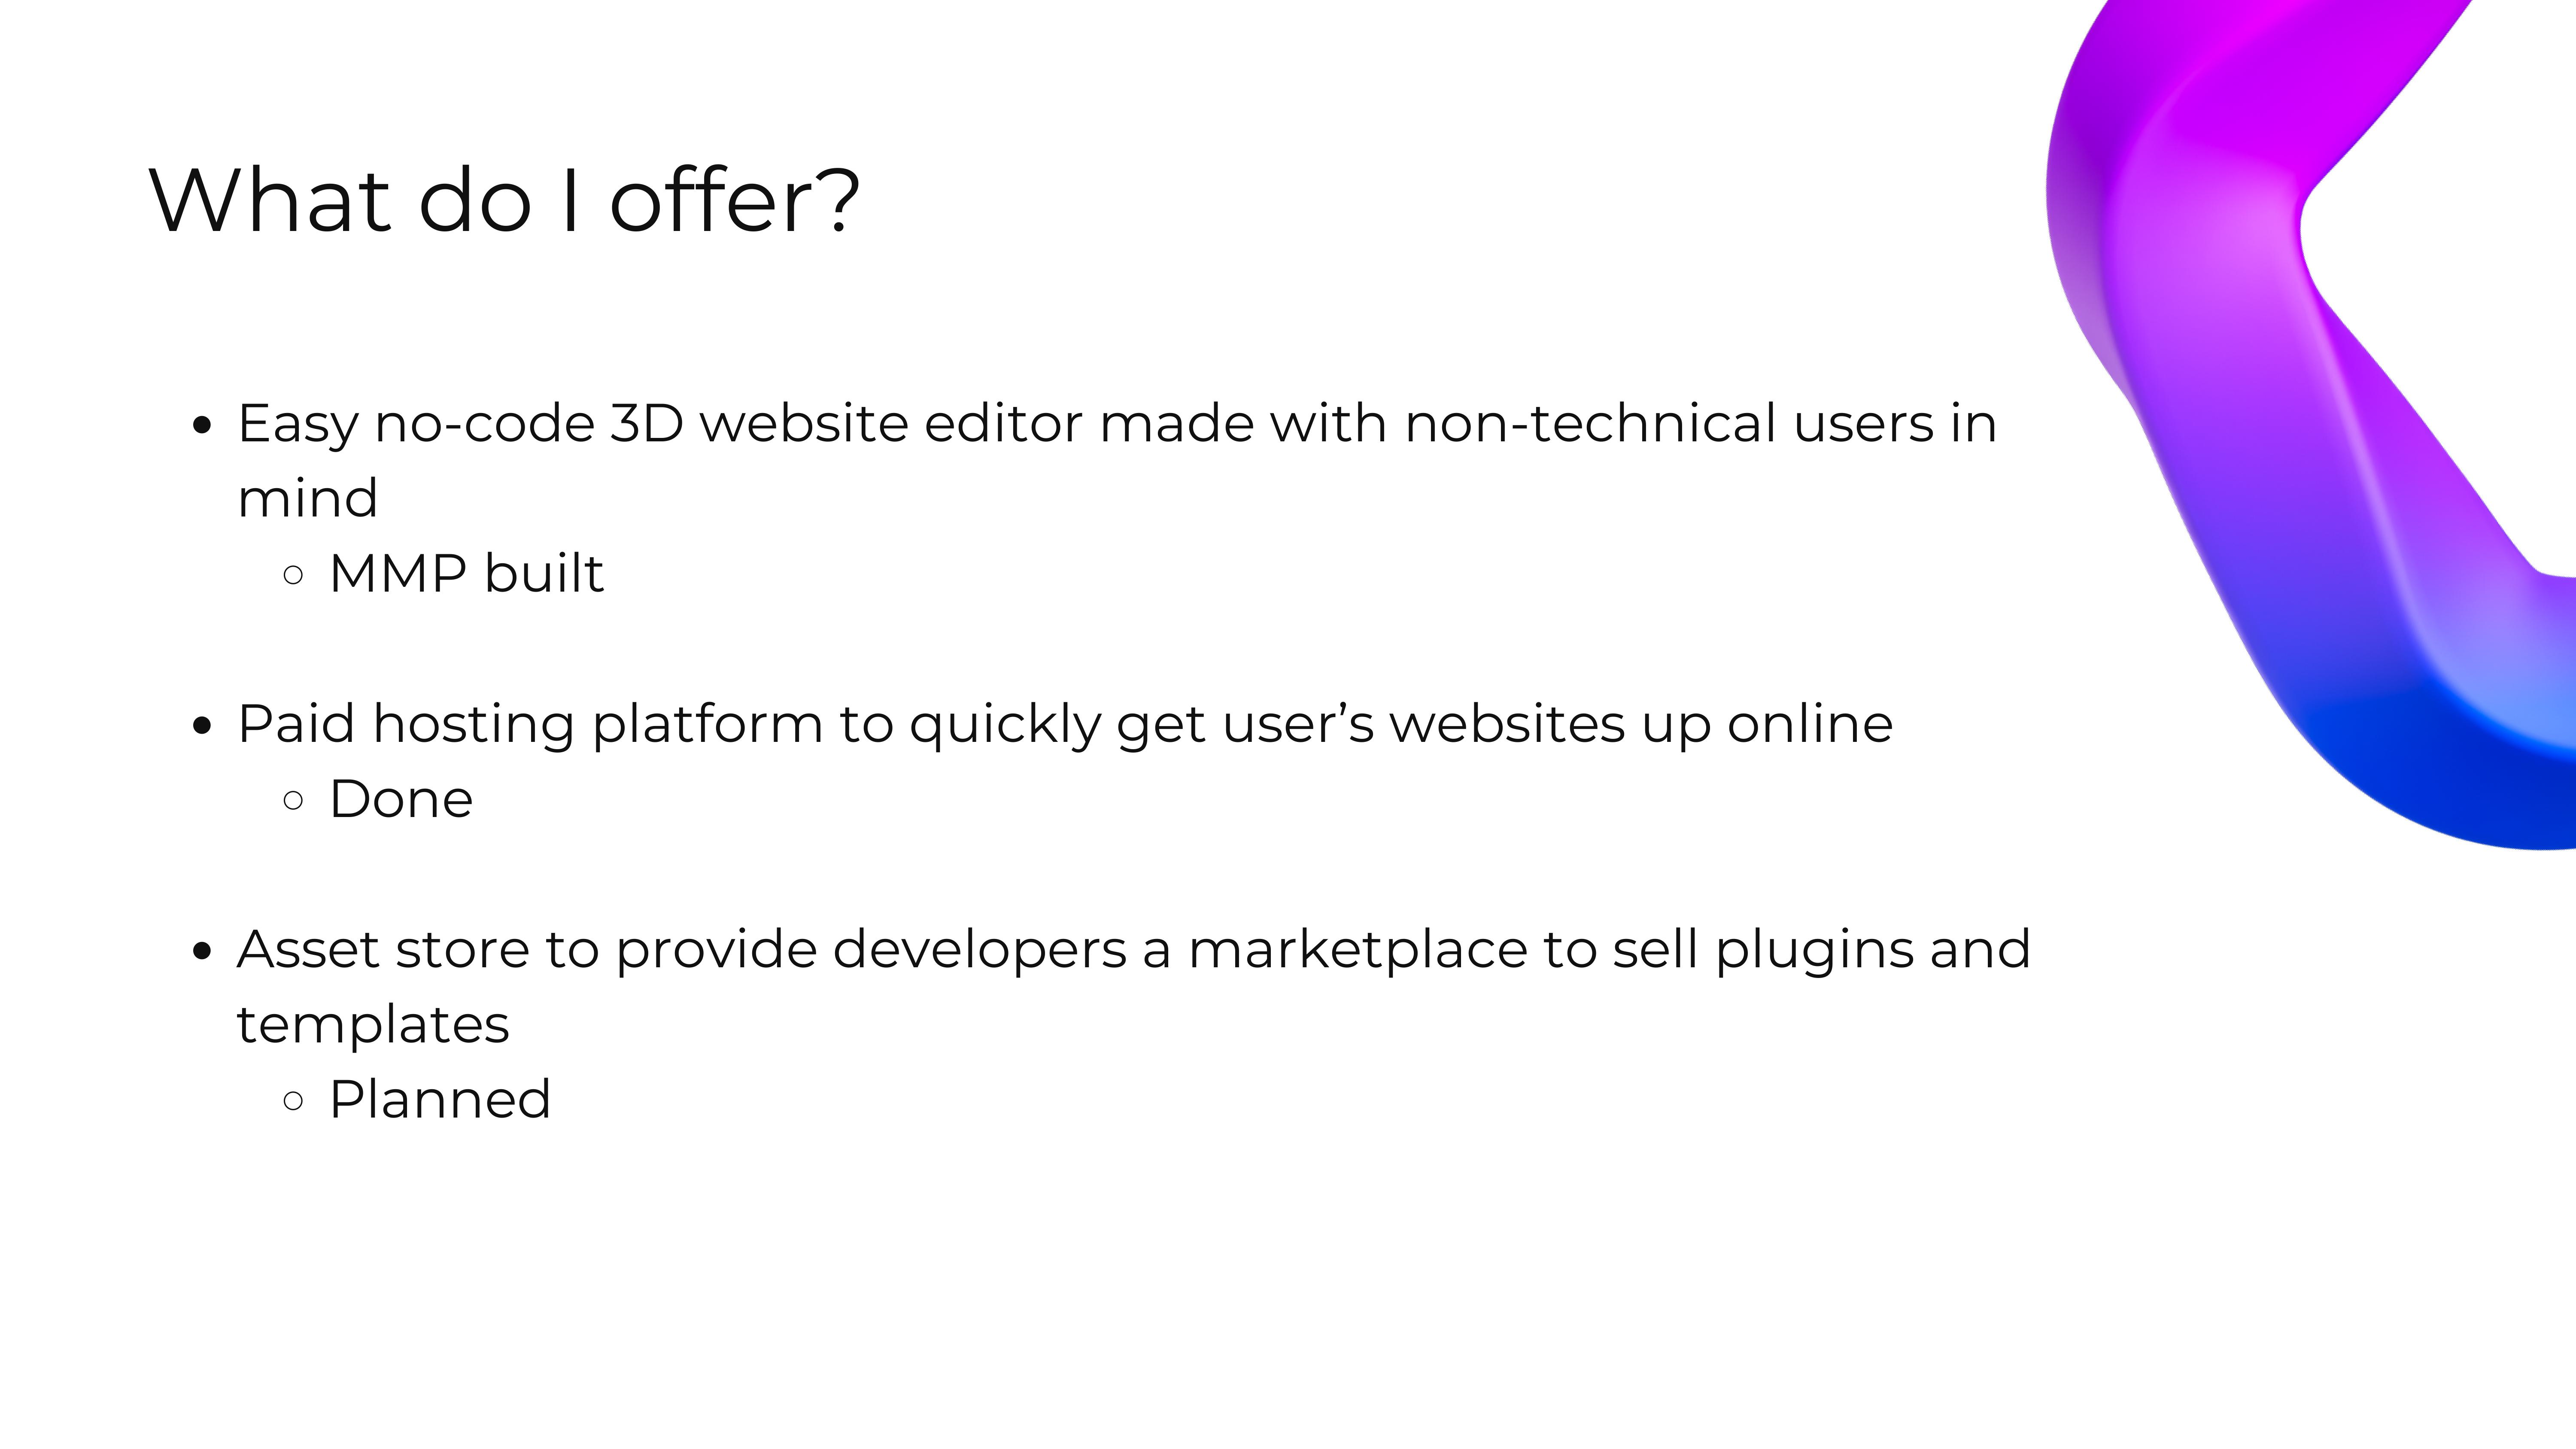 What do I offer?
• Easy no-code 3D website editor made with non-technical users in
mind
○ MMP built
• Paid hosting platform to quickly get user’s websites up online
○ Done
• Asset store to provide developers a marketplace to sell plugins and
templates
○ Planned